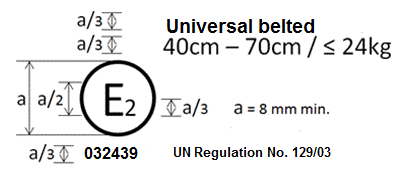 a/3 Universal belted
a/3 40cm – 70cm / ≤ 24kg
a a/2 E2 a/3 a = 8 mm min.
a/3 032439 UN Regulation No. 129/03